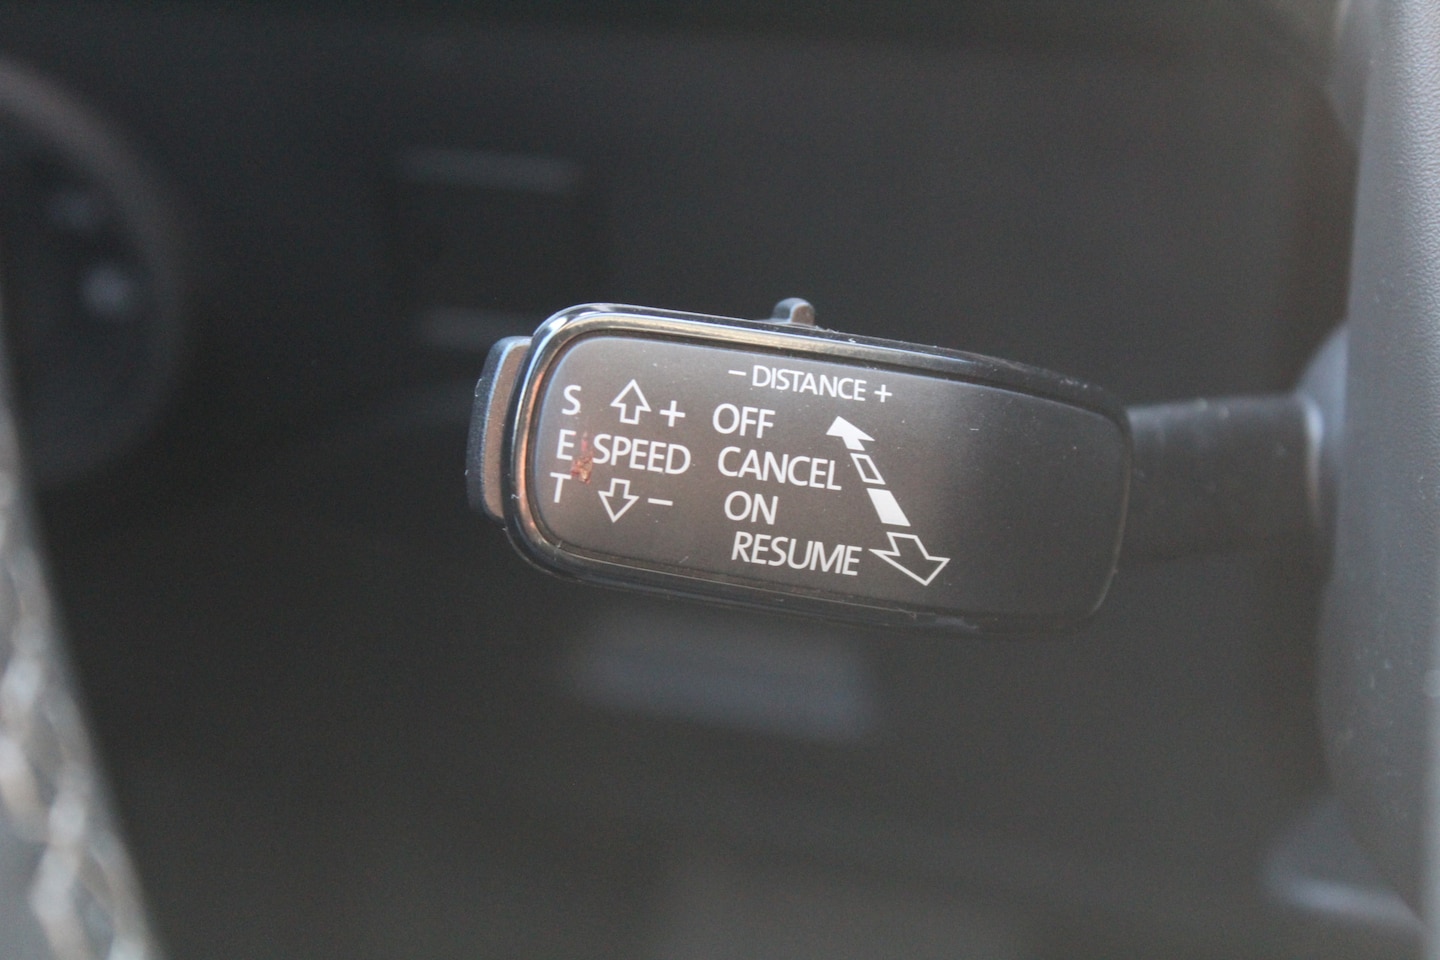 − DISTANCE +
S + OFF
E SPEED CANCEL
T − ON
RESUME